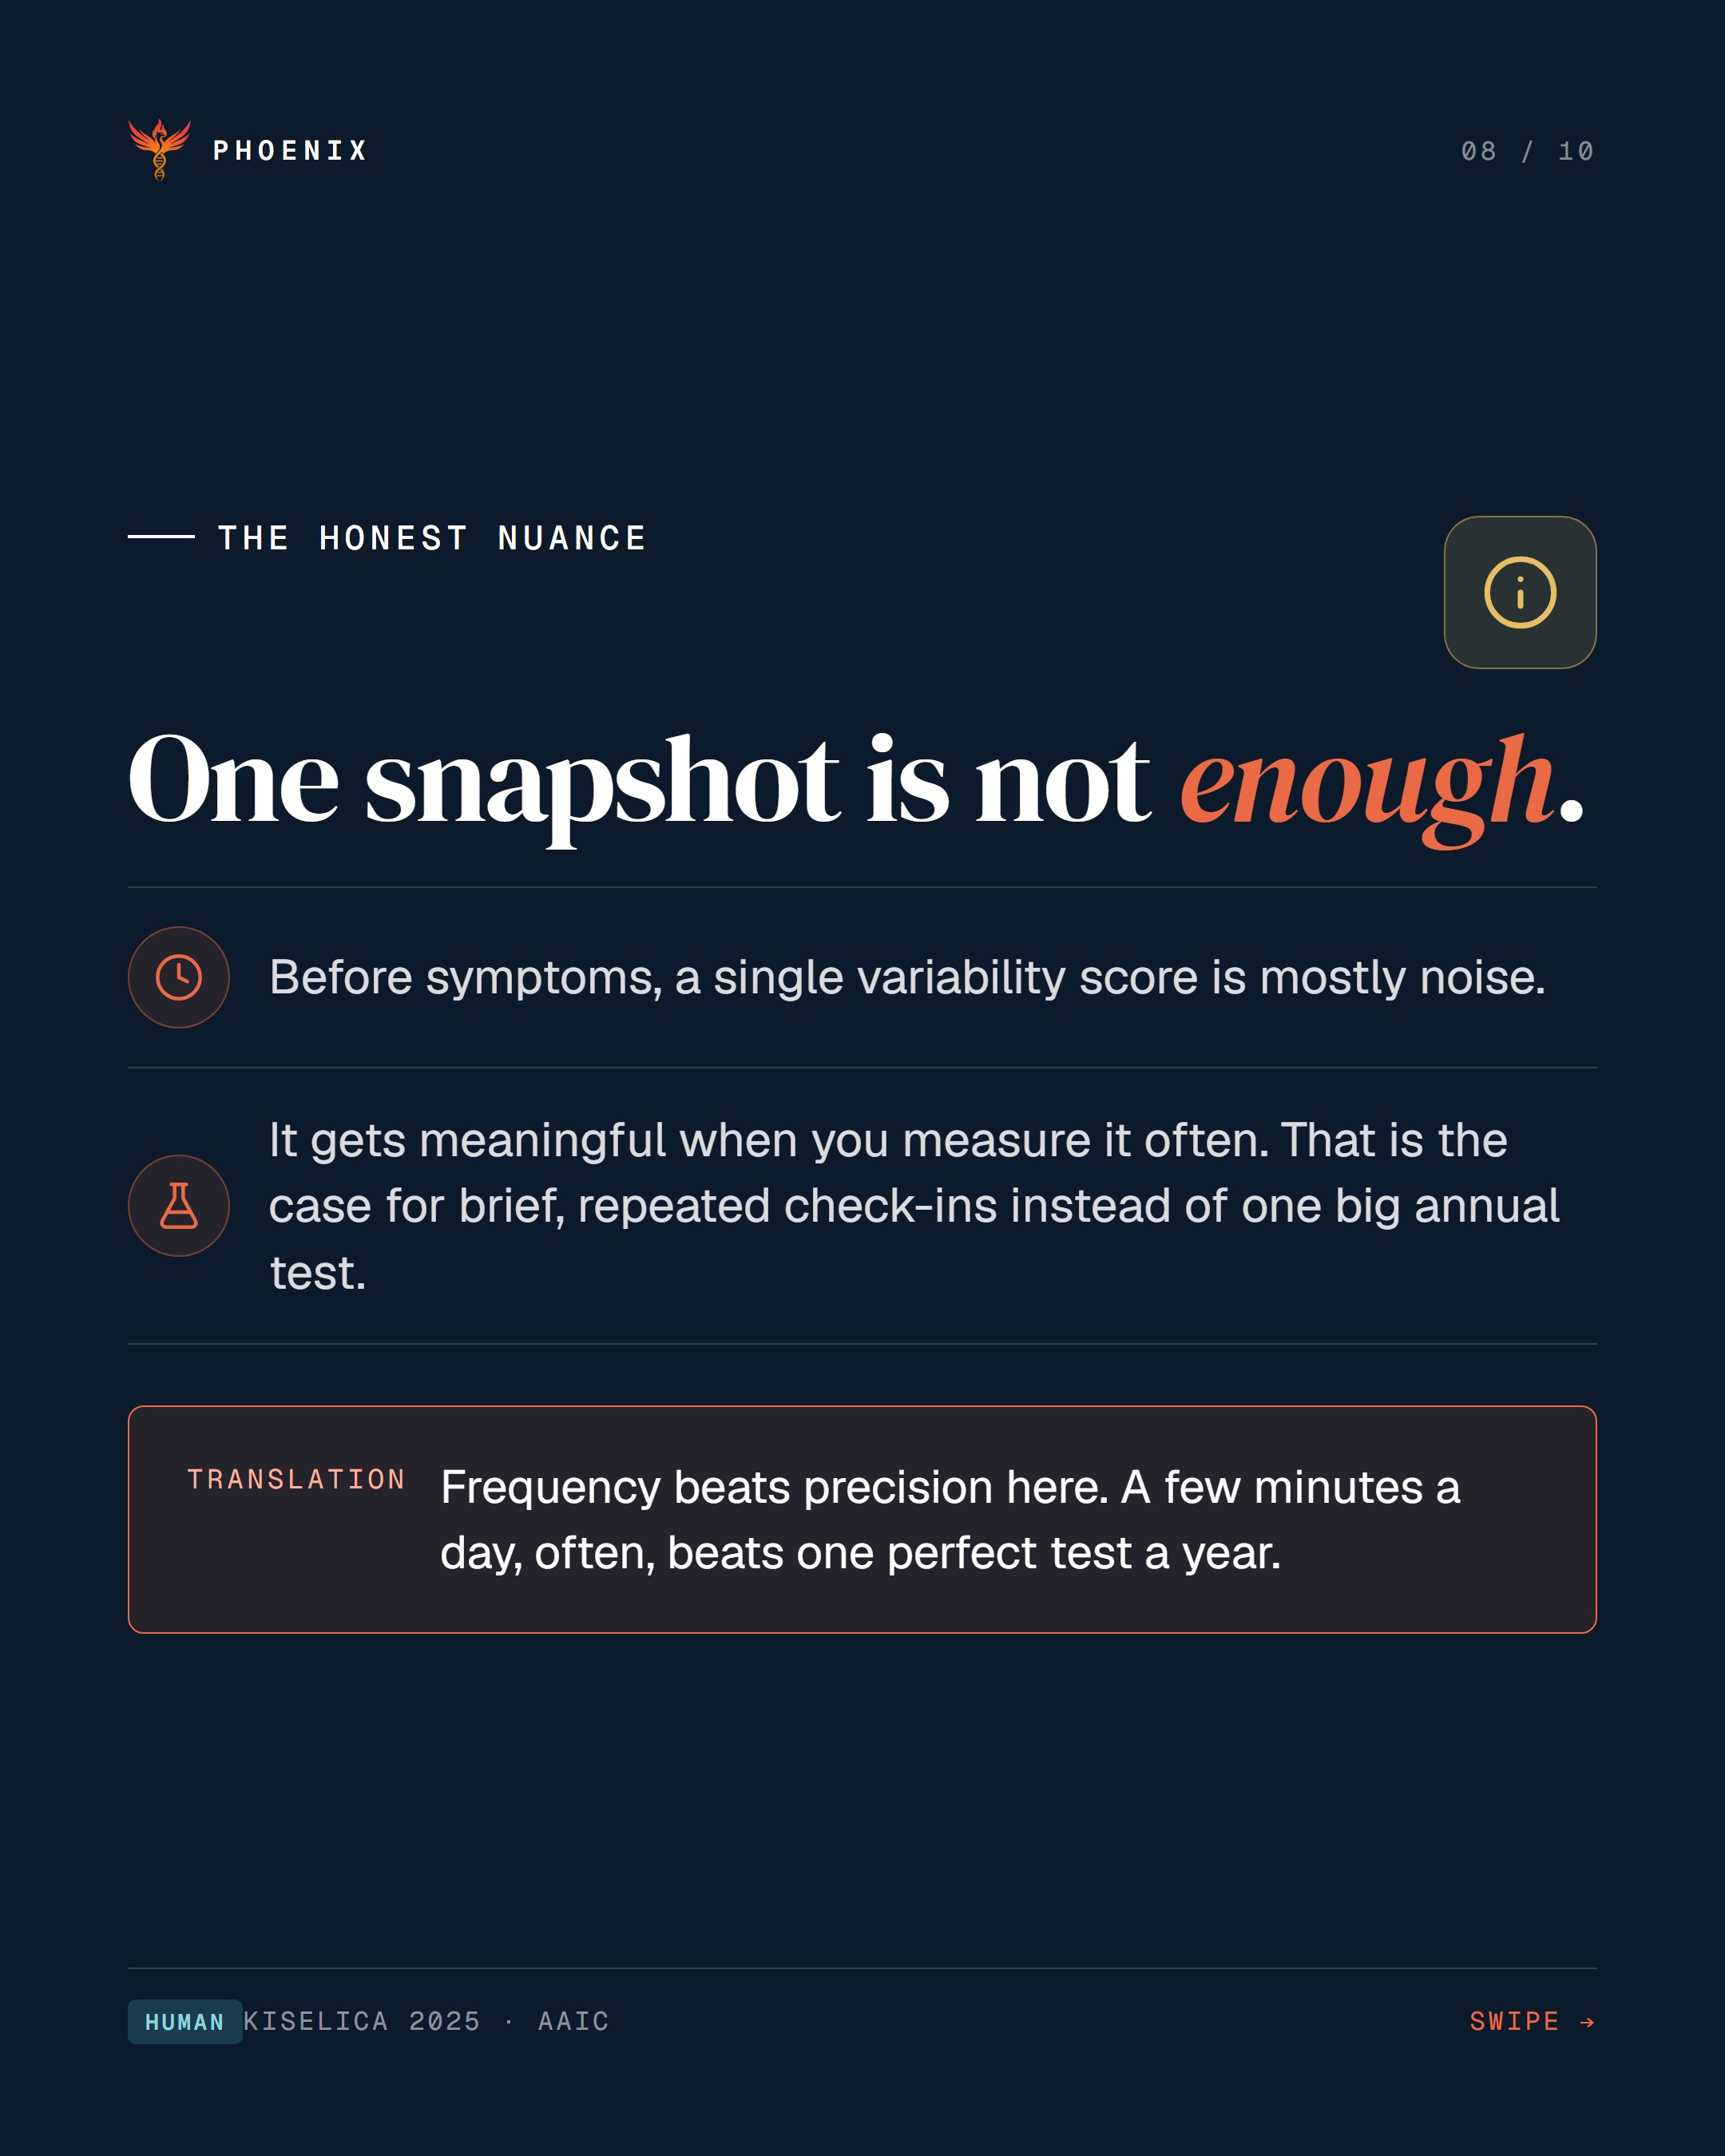 PHOENIX
08 / 10
THE HONEST NUANCE
One snapshot is not enough.
Before symptoms, a single variability score is mostly noise.
It gets meaningful when you measure it often. That is the
case for brief, repeated check-ins instead of one big annual
test.
TRANSLATION
Frequency beats precision here. A few minutes a
day, often, beats one perfect test a year.
HUMAN KISELICA 2025 · AAIC
SWIPE →